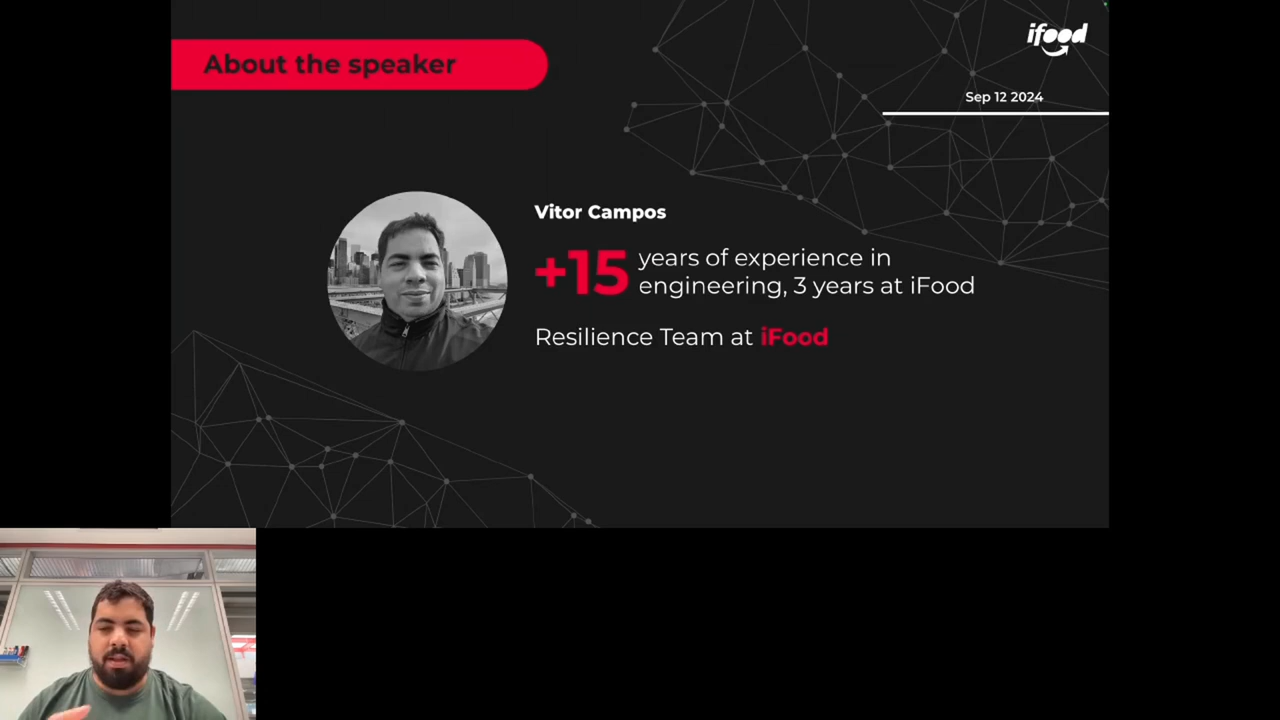 About the speaker
ifood
Sep 12 2024
Vitor Campos
+15 years of experience in
engineering, 3 years at iFood
Resilience Team at iFood